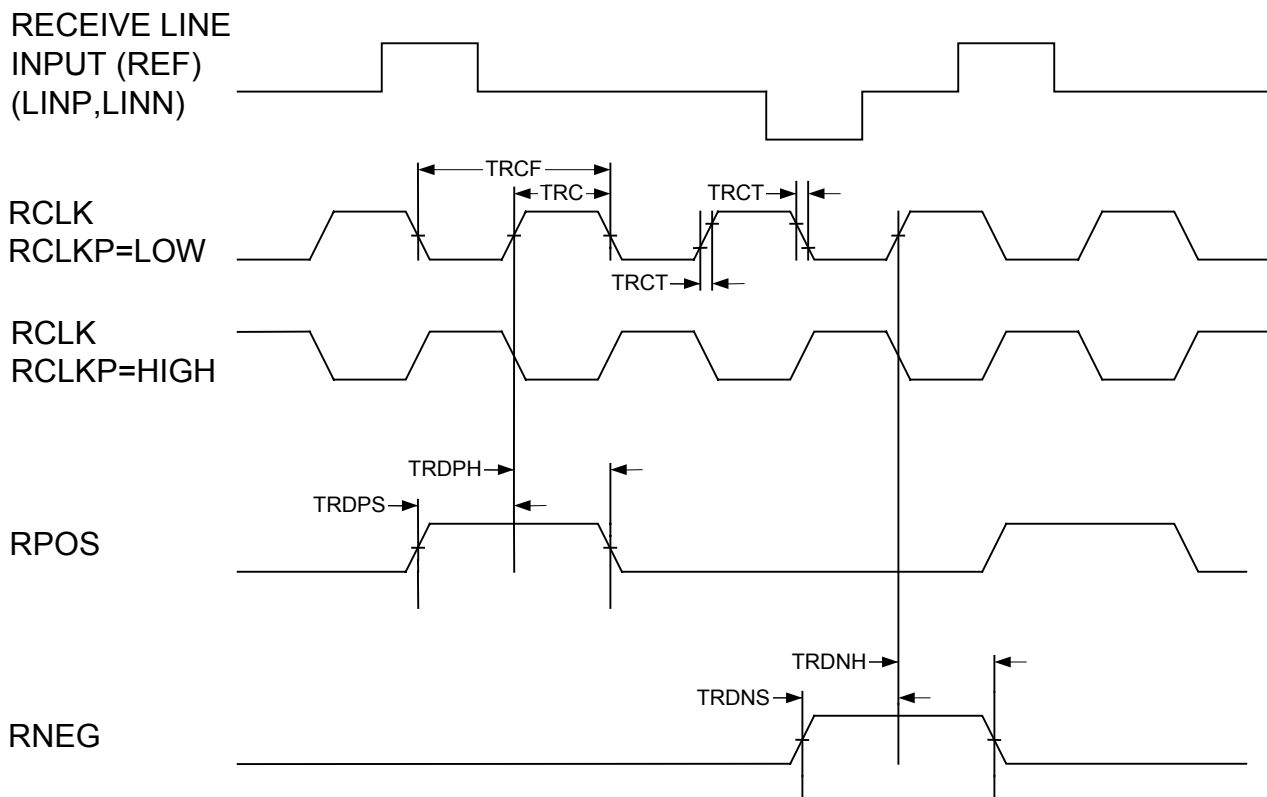 RECEIVE LINE
INPUT (REF)
(LINP,LINN)
TRCF
TRC
TRCT
RCLK
RCLKP=LOW
TRCT
RCLK
RCLKP=HIGH
TRDPH
TRDPS
RPOS
TRDNH
TRDNS
RNEG